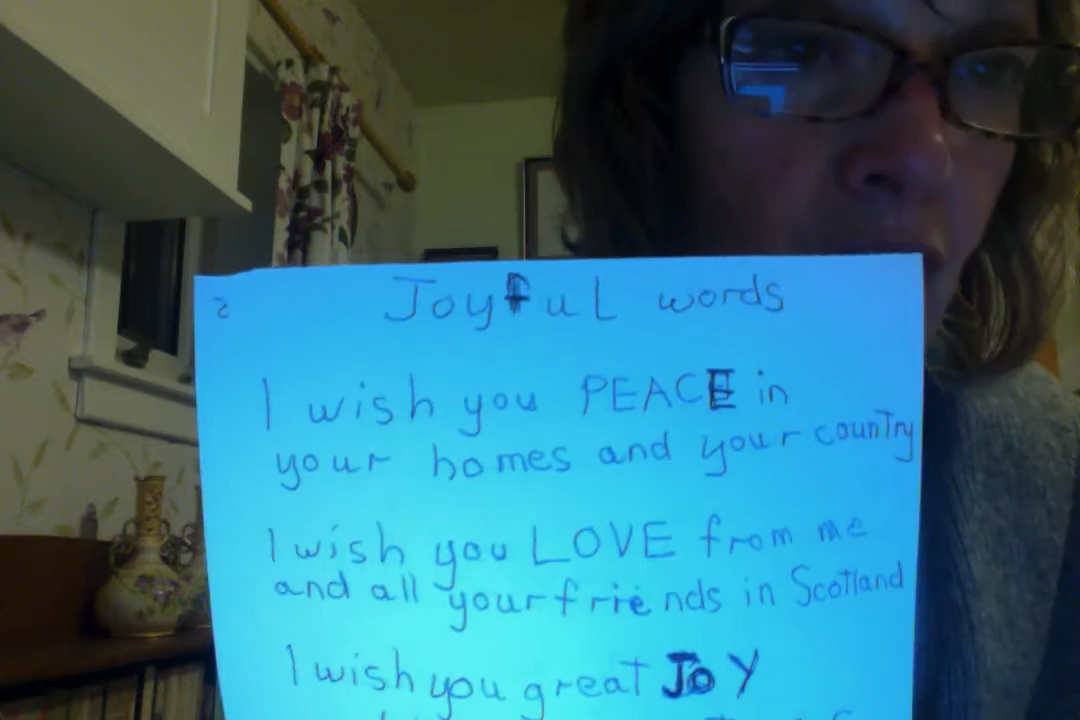 2
Joyful words
I wish you PEACE in
your homes and your country
I wish you LOVE from me
and all your friends in Scotland
I wish you great JoY